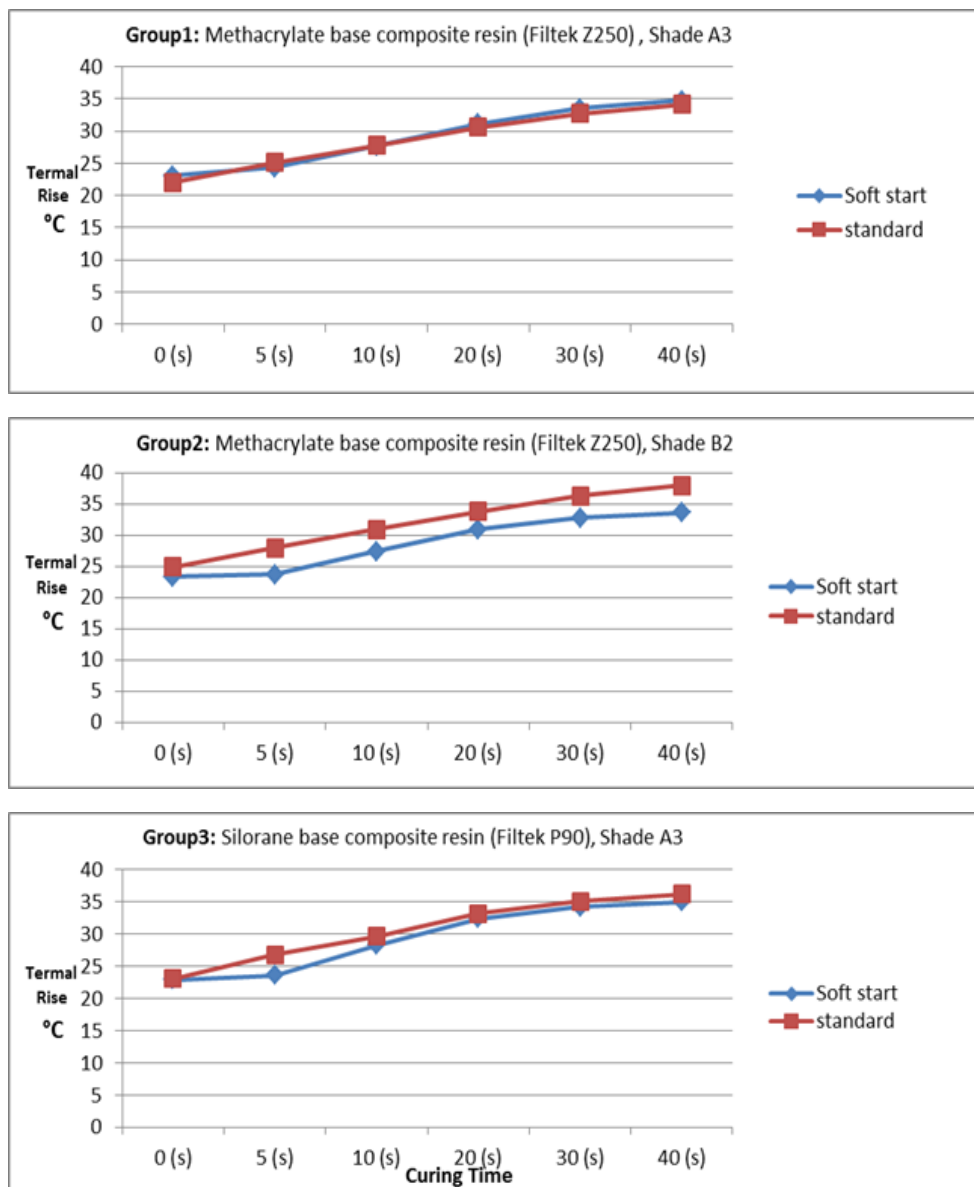 Group1: Methacrylate base composite resin (Filtek Z250) , Shade A3
40
35
30
25
20
15
10
5
0
Termal
Rise
°C
0 (s) 5 (s) 10 (s) 20 (s) 30 (s) 40 (s)
Soft start
standard
Group2: Methacrylate base composite resin (Filtek Z250), Shade B2
40
35
30
25
20
15
10
5
0
Termal
Rise
°C
0 (s) 5 (s) 10 (s) 20 (s) 30 (s) 40 (s)
Soft start
standard
Group3: Silorane base composite resin (Filtek P90), Shade A3
40
35
30
25
20
15
10
5
0
Termal
Rise
°C
0 (s) 5 (s) 10 (s) 20 (s) 30 (s) 40 (s)
Curing Time
Soft start
standard